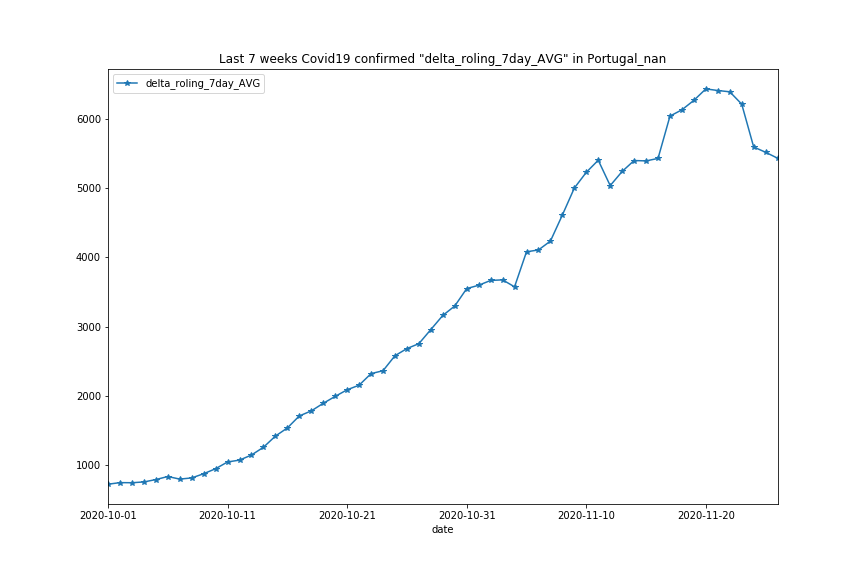 Last 7 weeks Covid19 confirmed "delta_roling_7day_AVG" in Portugal_nan
delta_roling_7day_AVG
6000
5000
4000
3000
2000
1000
2020-10-01 2020-10-11 2020-10-21 2020-10-31 2020-11-10 2020-11-20
date